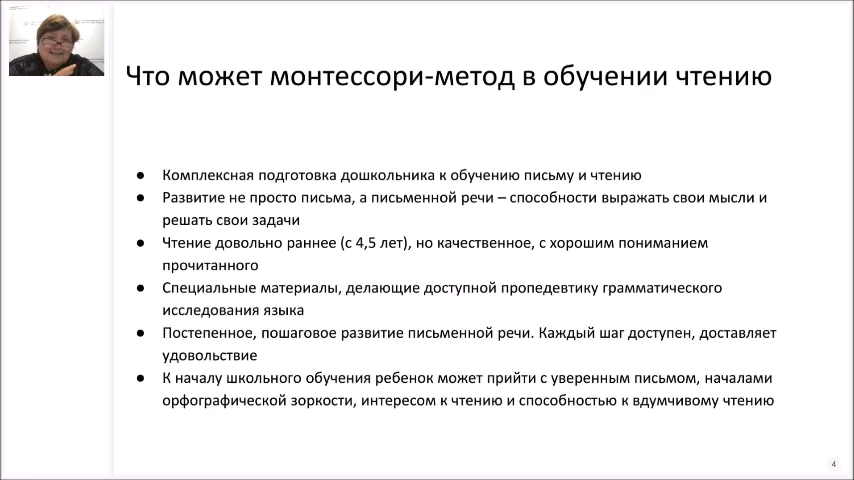 Что может монтессори-метод в обучении чтению
● Комплексная подготовка дошкольника к обучению письму и чтению
● Развитие не просто письма, а письменной речи – способности выражать свои мысли и
решать свои задачи
● Чтение довольно раннее (с 4,5 лет), но качественное, с хорошим пониманием
прочитанного
● Специальные материалы, делающие доступной пропедевтику грамматического
исследования языка
● Постепенное, пошаговое развитие письменной речи. Каждый шаг доступен, доставляет
удовольствие
● К началу школьного обучения ребенок может прийти с уверенным письмом, началами
орфографической зоркости, интересом к чтению и способностью к вдумчивому чтению
4